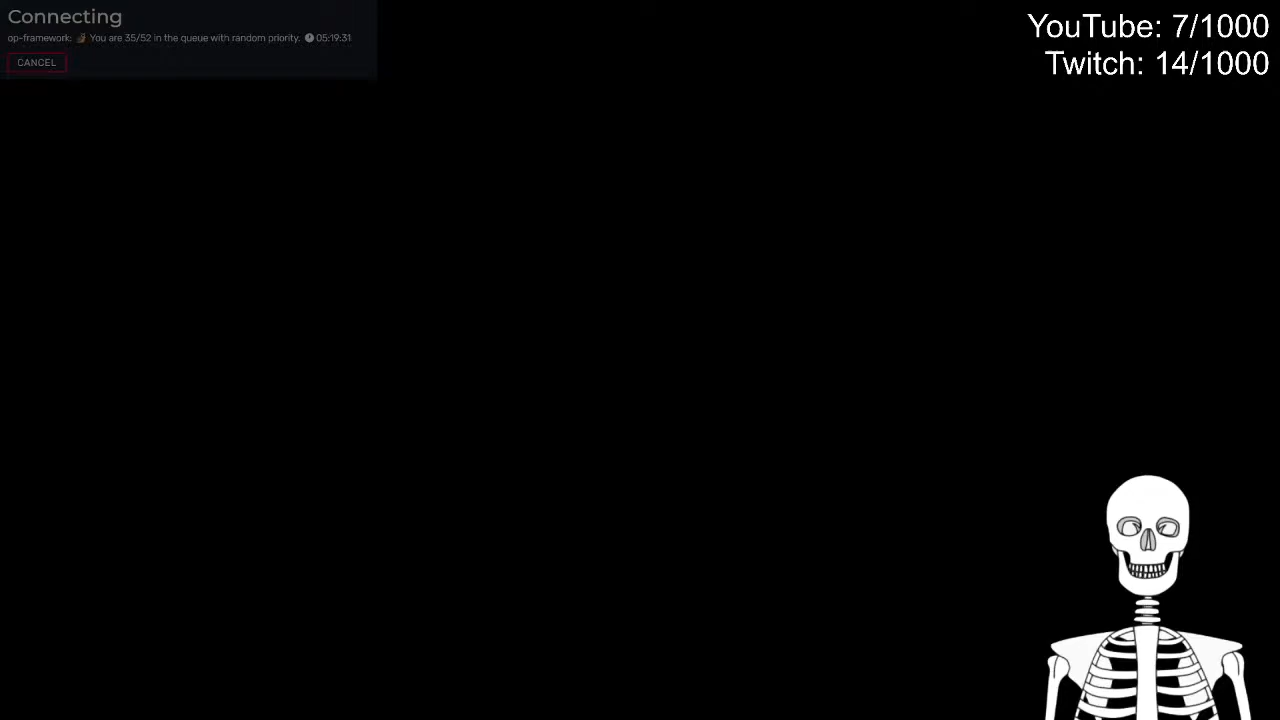 Connecting
op-framework: You are 35/52 in the queue with random priority. 05:19:31
CANCEL
YouTube: 7/1000
Twitch: 14/1000